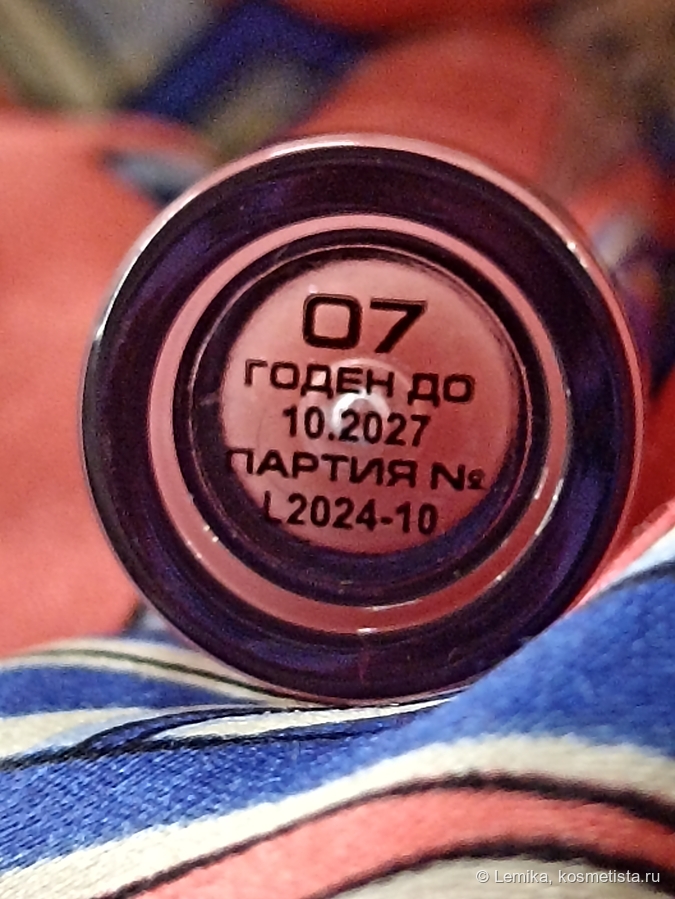 07
ГОДЕН ДО
10.2027
ПАРТИЯ №
L2024-10
© Lemika, kosmetista.ru